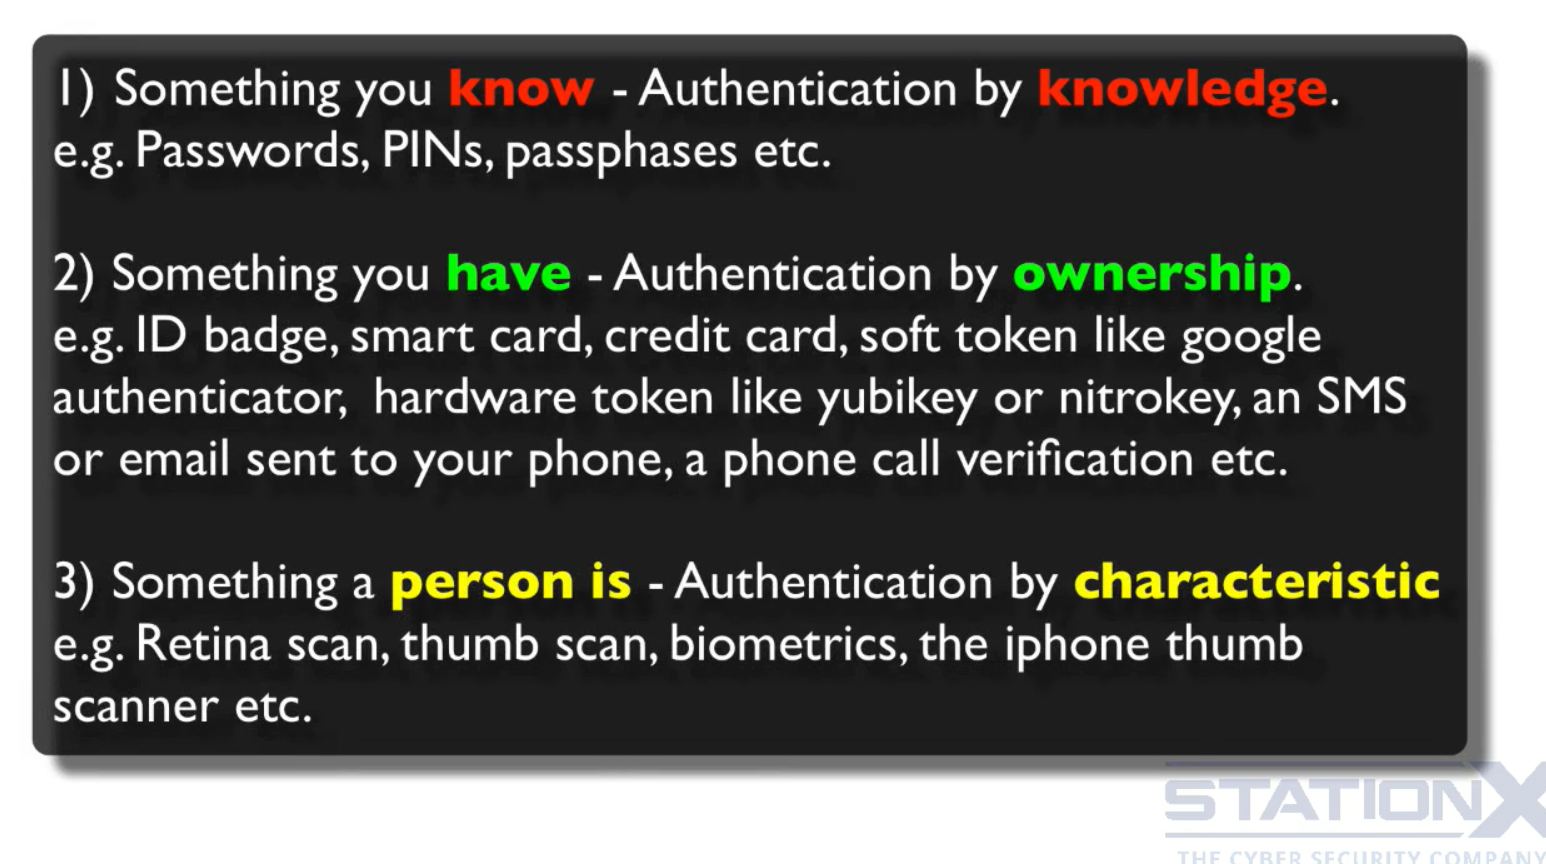 1) Something you know - Authentication by knowledge.
e.g. Passwords, PINs, passphases etc.
2) Something you have - Authentication by ownership.
e.g. ID badge, smart card, credit card, soft token like google
authenticator, hardware token like yubikey or nitrokey, an SMS
or email sent to your phone, a phone call verification etc.
3) Something a person is - Authentication by characteristic
e.g. Retina scan, thumb scan, biometrics, the iphone thumb
scanner etc.
STATIONX
THE CYBER SECURITY COMPANY